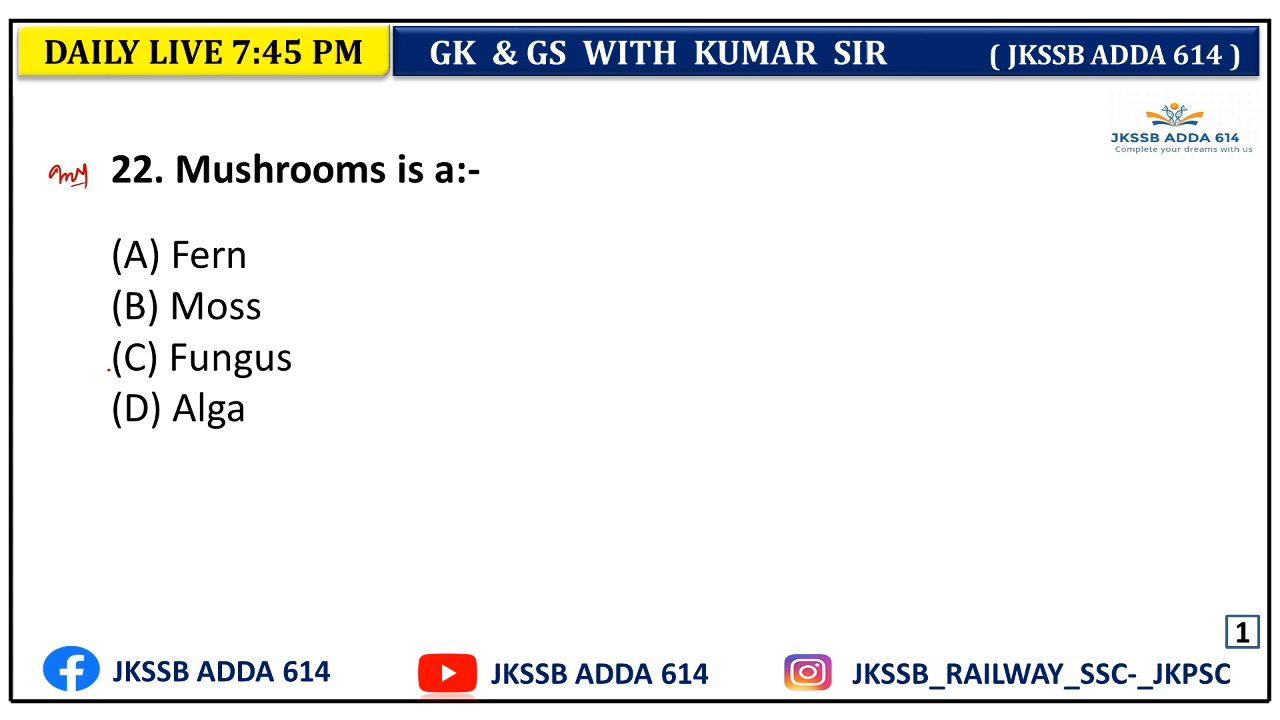 DAILY LIVE 7:45 PM
GK & GS WITH KUMAR SIR ( JKSSB ADDA 614 )
JKSSB ADDA 614
Complete your dreams with us
22. Mushrooms is a:-
(A) Fern
(B) Moss
(C) Fungus
(D) Alga
1
JKSSB ADDA 614
JKSSB ADDA 614
JKSSB_RAILWAY_SSC-_JKPSC